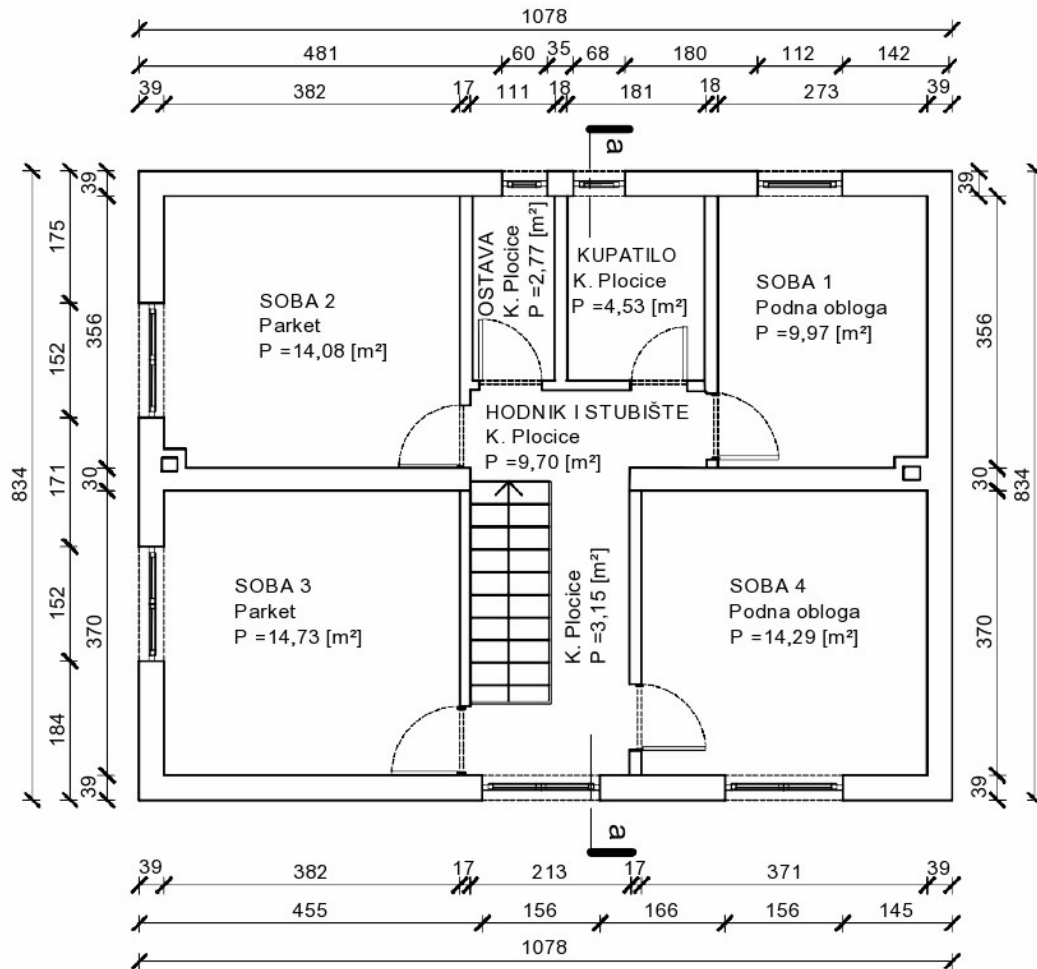 1078
481 60 35 68 180 112 142
39 382 17 111 18 181 18 273 39
a
834
175 152 171 152 184
39 356 30 370 39
OSTAVA
K. Plocice
P =2,77 [m²]
KUPATILO
K. Plocice
P =4,53 [m²]
SOBA 1
Podna obloga
P =9,97 [m²]
SOBA 2
Parket
P =14,08 [m²]
HODNIK I STUBIŠTE
K. Plocice
P =9,70 [m²]
SOBA 3
Parket
P =14,73 [m²]
K. Plocice
P =3,15 [m²]
SOBA 4
Podna obloga
P =14,29 [m²]
39 356 30 370 39
834
a
39 382 17 213 17 371 39
455 156 166 156 145
1078